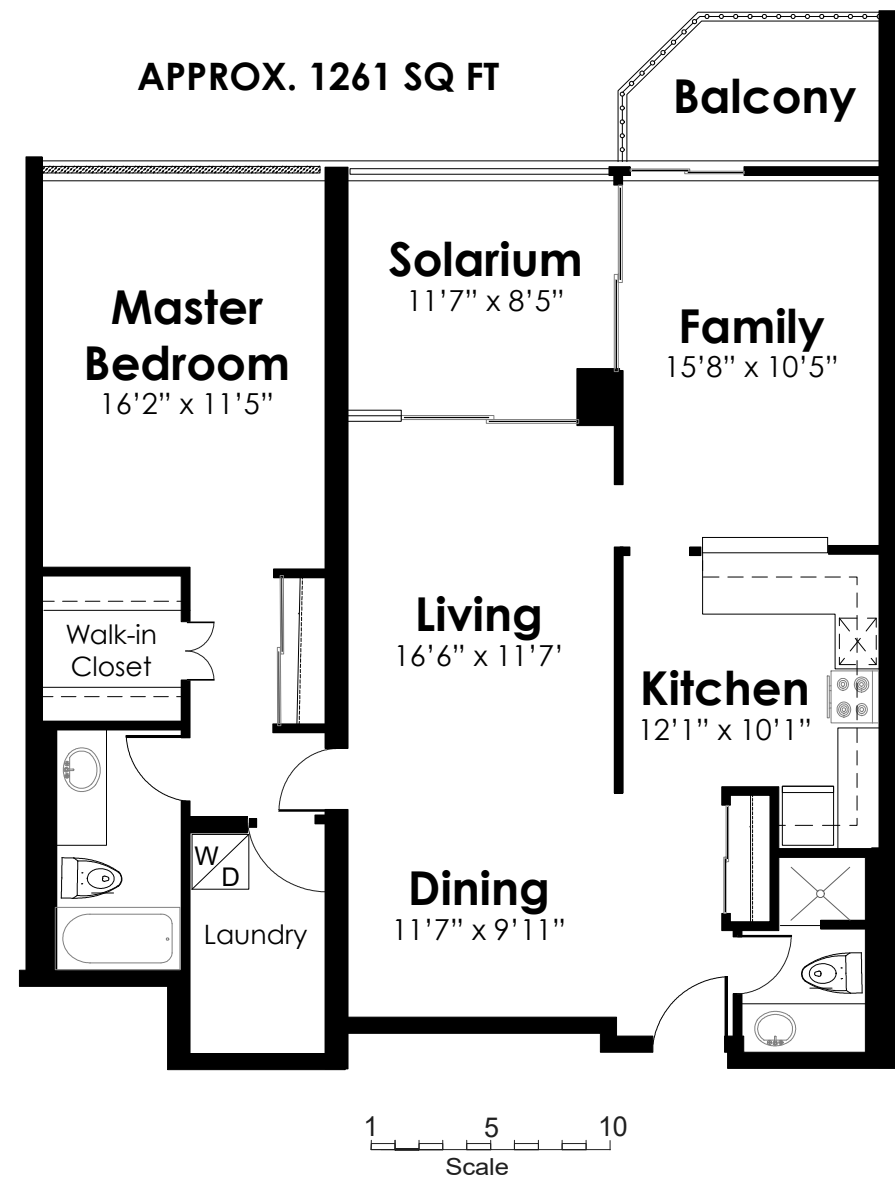 APPROX. 1261 SQ FT
Balcony
Solarium
11’7” x 8’5”
Master
Bedroom
16’2” x 11’5”
Family
15’8” x 10’5”
Living
16’6” x 11’7’
Walk-in
Closet
Kitchen
12’1” x 10’1”
W
D
Dining
11’7” x 9’11”
Laundry
1 5 10
Scale